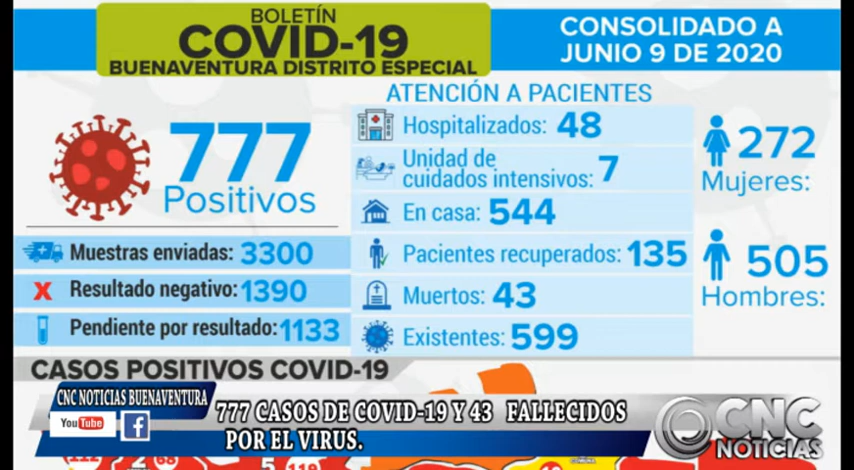 BOLETÍN
COVID-19
BUENAVENTURA DISTRITO ESPECIAL
CONSOLIDADO A
JUNIO 9 DE 2020
777
Positivos
Muestras enviadas: 3300
X Resultado negativo: 1390
Pendiente por resultado: 1133
ATENCIÓN A PACIENTES
Hospitalizados: 48
Unidad de
cuidados intensivos: 7
En casa: 544
Pacientes recuperados: 135
Muertos: 43
Existentes: 599
272
Mujeres:
505
Hombres:
CASOS POSITIVOS COVID-19
CNC NOTICIAS BUENAVENTURA
YouTube f
777 CASOS DE COVID-19 Y 43 FALLECIDOS
POR EL VIRUS.
CNC
NOTICIAS